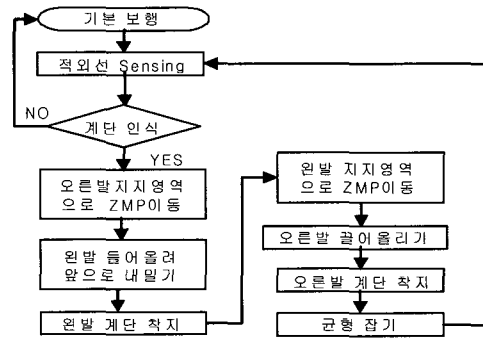 기본 보행
적외선 Sensing
NO
계단 인식
YES
오른발지지영역
으로 ZMP이동
왼발 들어올려
앞으로 내밀기
왼발 계단 착지
왼발 지지영역
으로 ZMP이동
오른발 끌어올리기
오른발 계단 착지
균형 잡기